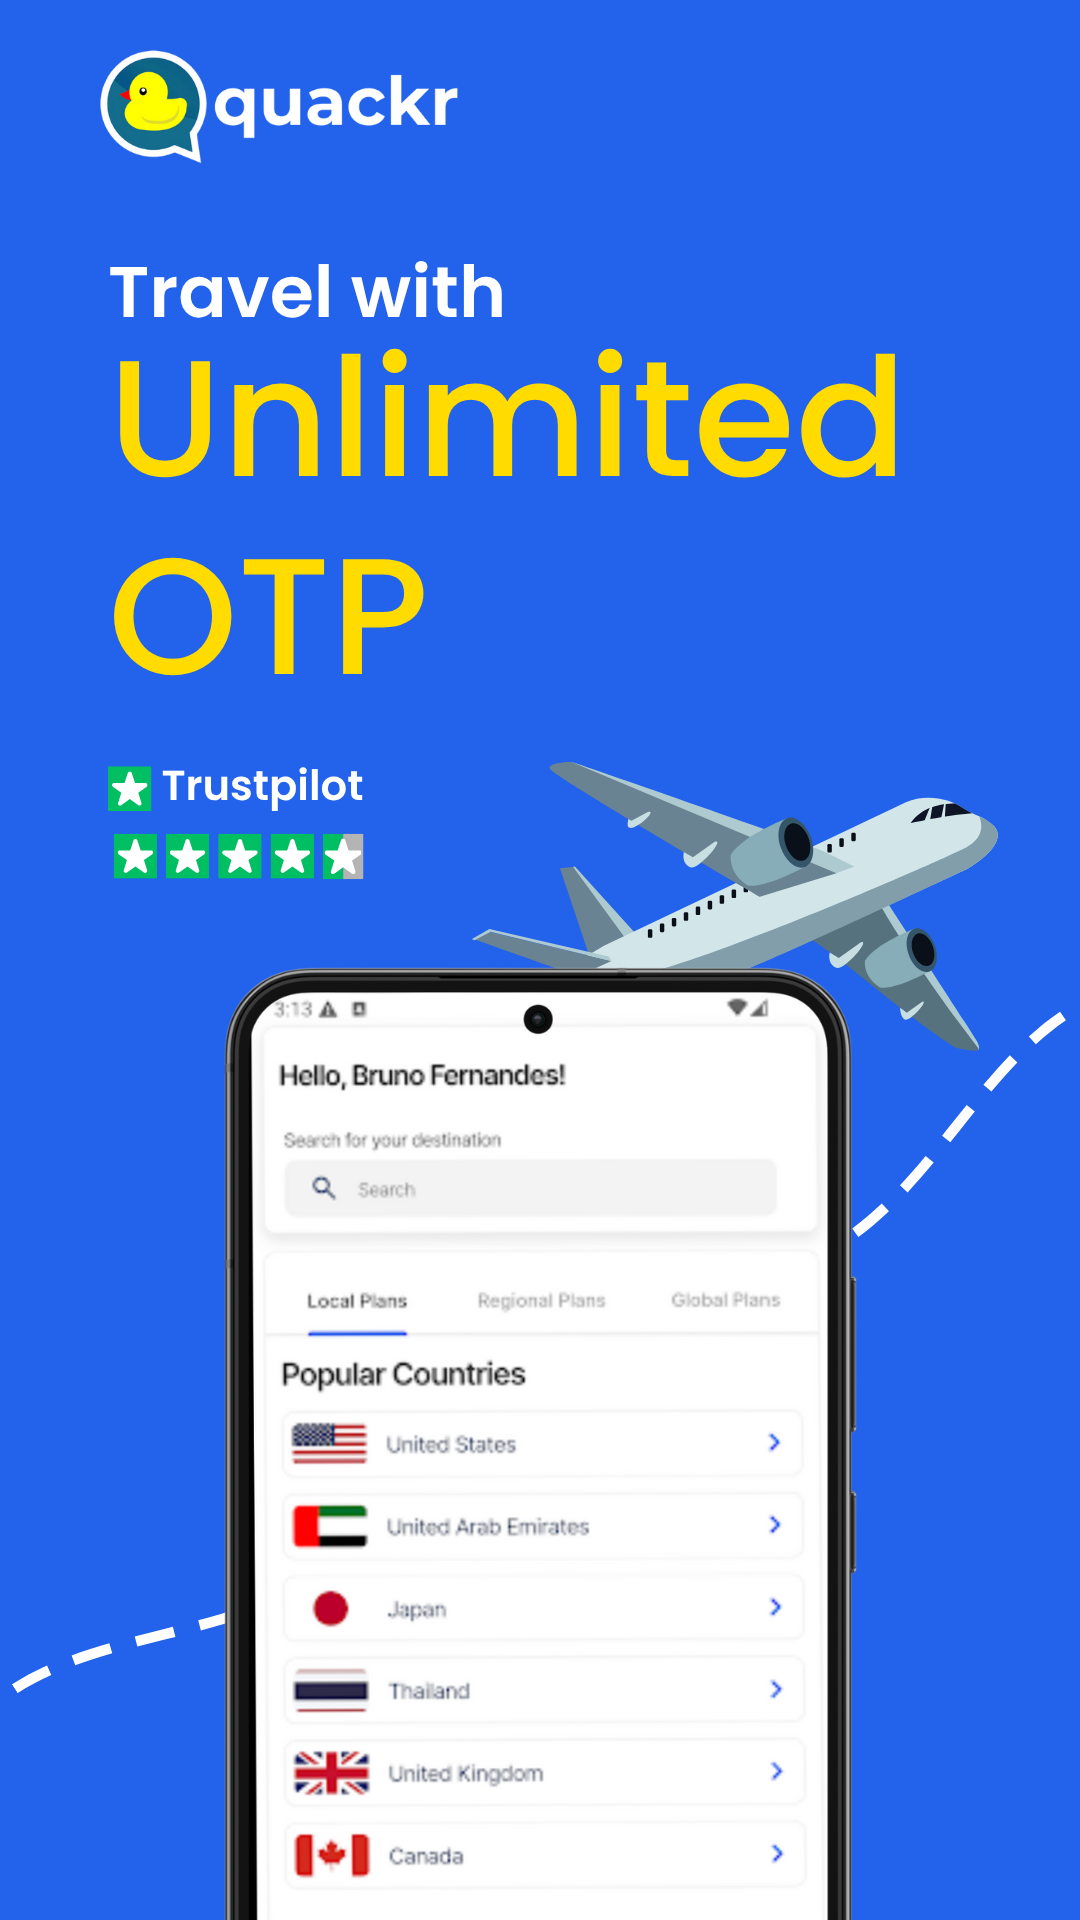 quackr
Travel with
Unlimited
OTP
Trustpilot
3:13
Hello, Bruno Fernandes!
Search for your destination
Search
Local Plans Regional Plans Global Plans
Popular Countries
United States
United Arab Emirates
Japan
Thailand
United Kingdom
Canada